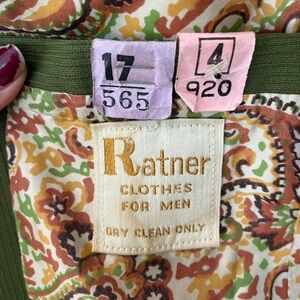 17
565
4
920
Ratner
CLOTHES
FOR MEN
DRY CLEAN ONLY